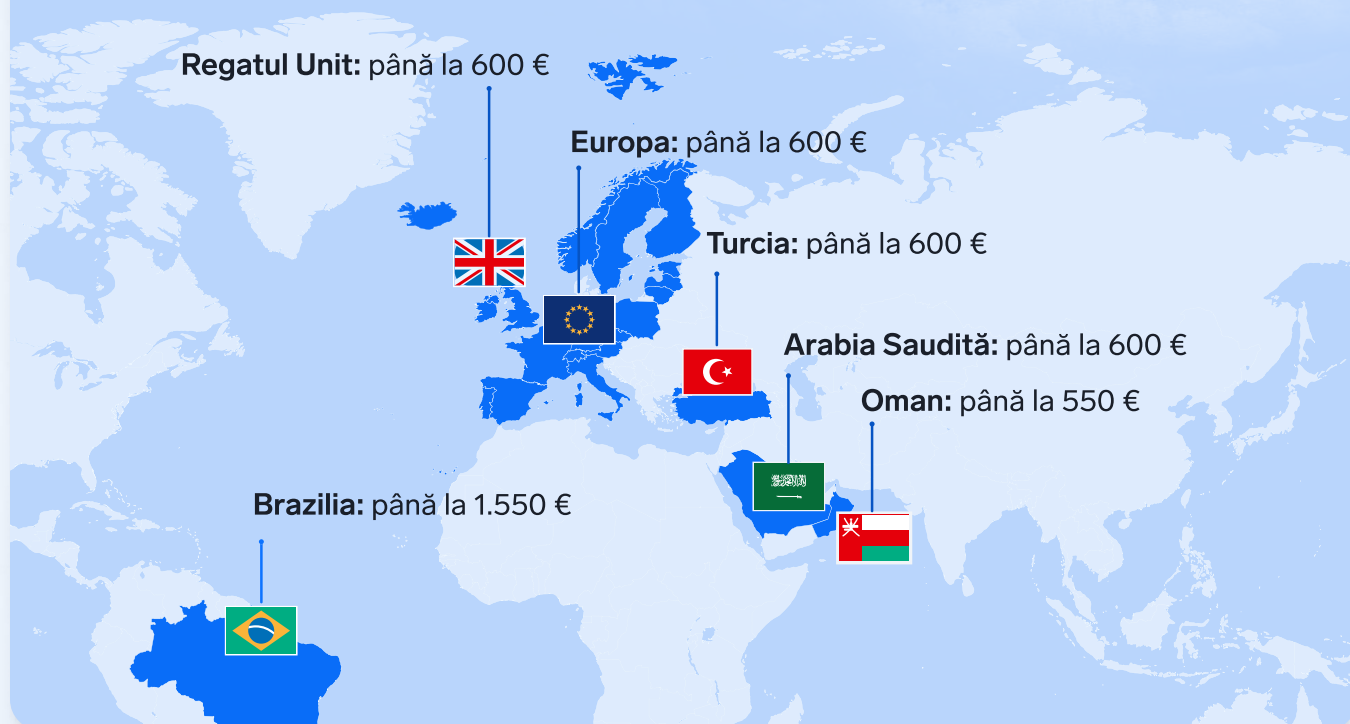 Regatul Unit: până la 600 €
Europa: până la 600 €
Turcia: până la 600 €
Arabia Saudită: până la 600 €
Oman: până la 550 €
Brazilia: până la 1.550 €